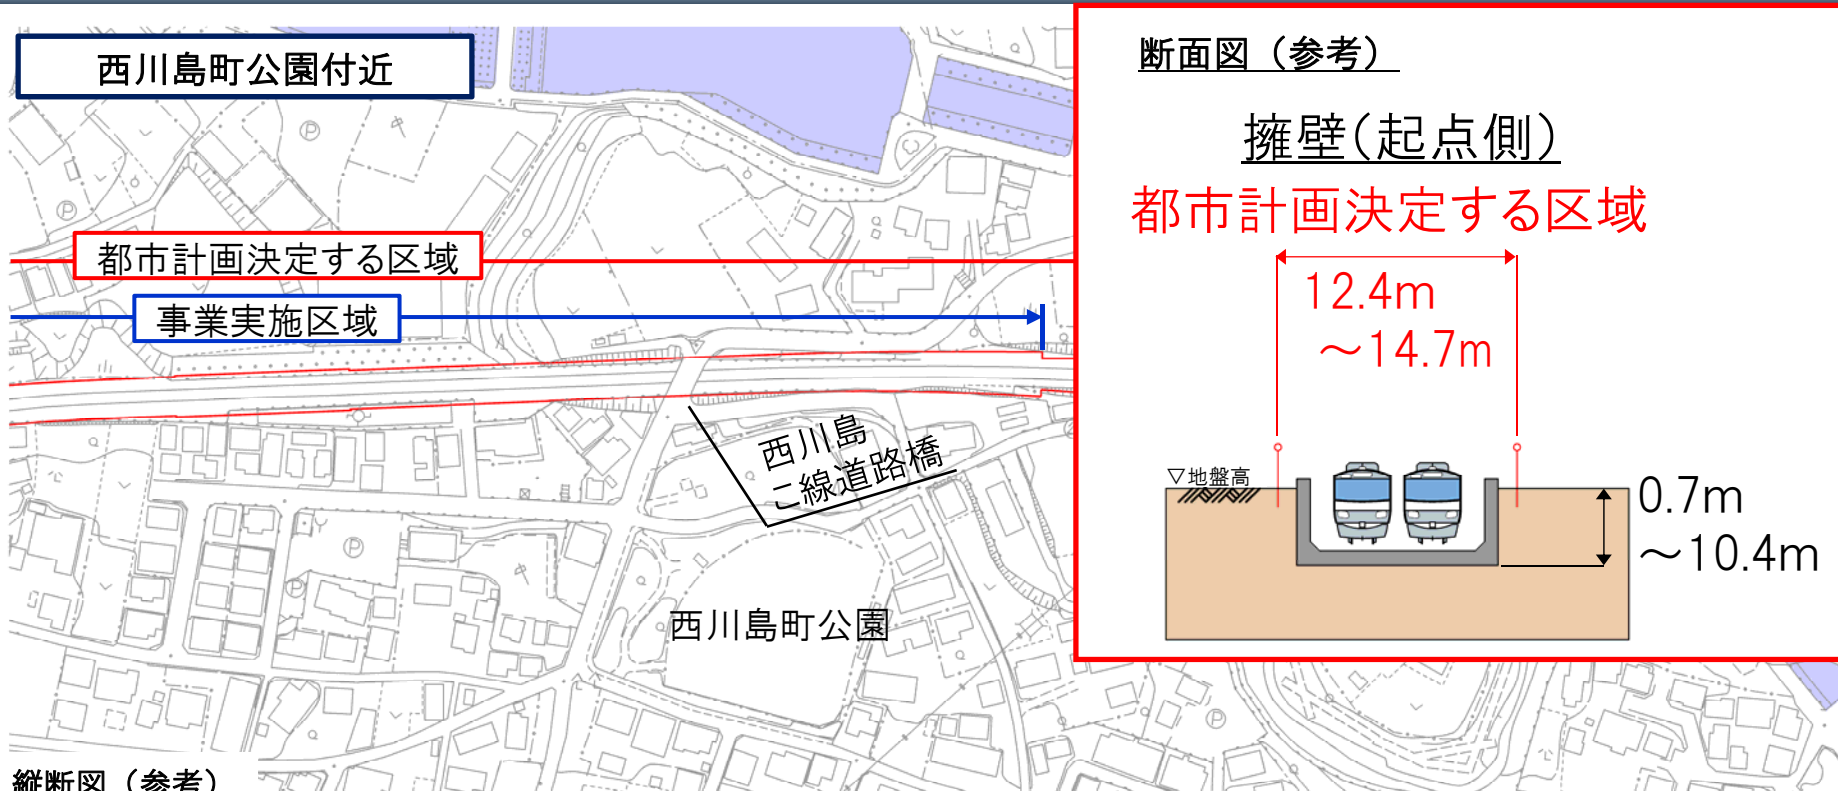 西川島町公園付近
都市計画決定する区域
事業実施区域
西川島
こ線道路橋
西川島町公園
縦断図（参考）
断面図（参考）
擁壁（起点側）
都市計画決定する区域
12.4m
～14.7m
▽地盤高
0.7m
～10.4m